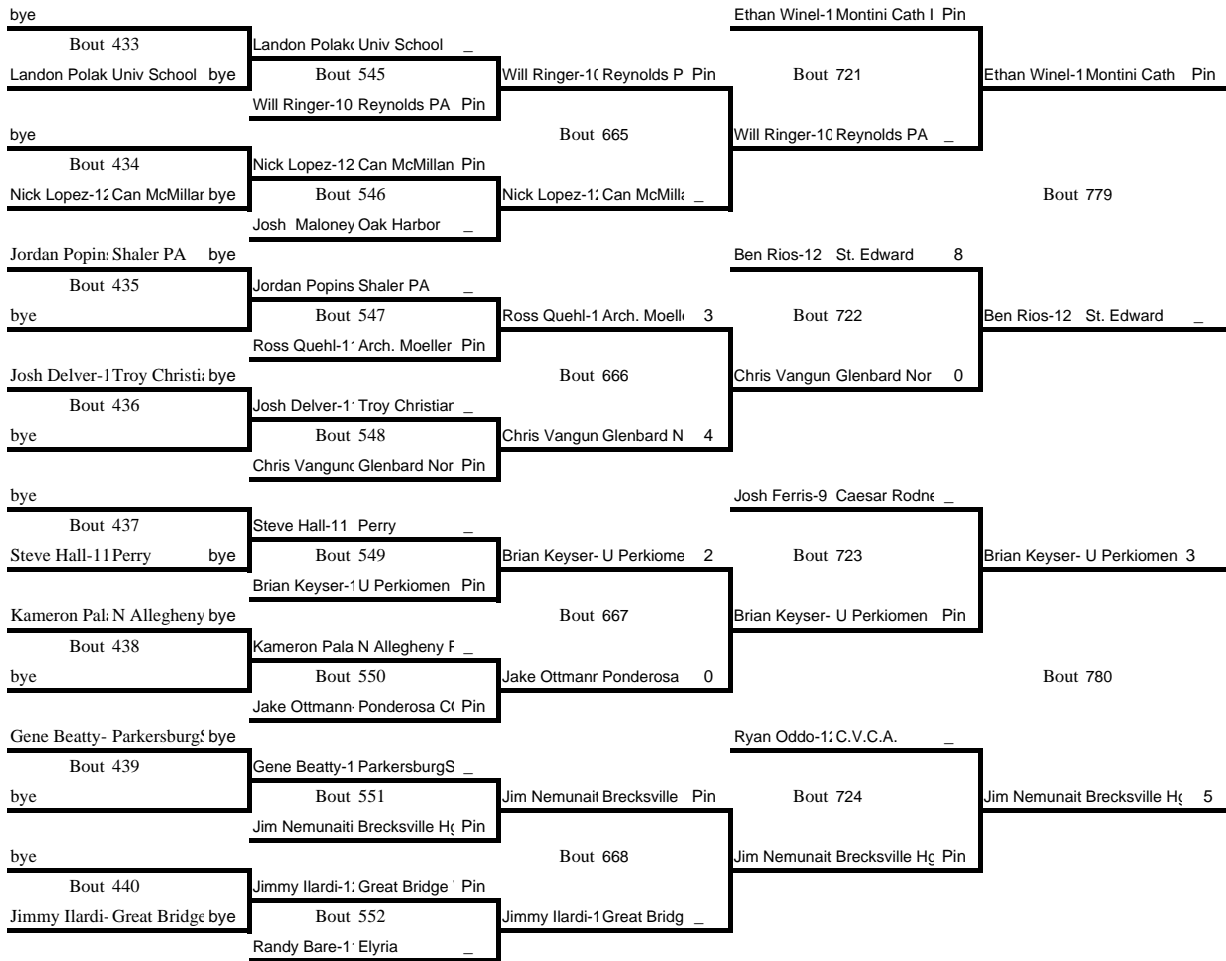 bye Ethan Winel-1 Montini Cath I Pin
Bout 433 Landon Polak Univ School _
Landon Polak Univ School bye Bout 545 Will Ringer-1( Reynolds P Pin Bout 721 Ethan Winel-1 Montini Cath Pin
Will Ringer-10 Reynolds PA Pin
bye Bout 665 Will Ringer-10 Reynolds PA _
Bout 434 Nick Lopez-12 Can McMillan Pin
Nick Lopez-12 Can McMillar bye Bout 546 Nick Lopez-1 Can McMill _ Bout 779
Josh Maloney Oak Harbor _
Jordan Popin Shaler PA bye Ben Rios-12 St. Edward 8
Bout 435 Jordan Popins Shaler PA _
bye Bout 547 Ross Quehl-1 Arch. Moell 3 Bout 722 Ben Rios-12 St. Edward _
Ross Quehl-1 Arch. Moeller Pin
Josh Delver-1 Troy Christi bye Bout 666 Chris Vangun Glenbard Nor 0
Bout 436 Josh Delver-1 Troy Christiar _
bye Bout 548 Chris Vangun Glenbard N 4
Chris Vangun Glenbard Nor Pin
bye Josh Ferris-9 Caesar Rodne _
Bout 437 Steve Hall-11 Perry _
Steve Hall-11 Perry bye Bout 549 Brian Keyser- U Perkiome 2 Bout 723 Brian Keyser- U Perkiomen 3
Brian Keyser-1 U Perkiomen Pin
Kameron Pal N Allegheny bye Bout 667 Brian Keyser- U Perkiomen Pin
Bout 438 Kameron Pala N Allegheny F _
bye Bout 550 Jake Ottmanr Ponderosa 0 Bout 780
Jake Ottmann- Ponderosa C( Pin
Gene Beatty- ParkersburgS bye Ryan Oddo-12 C.V.C.A. _
Bout 439 Gene Beatty-1 ParkersburgS _
bye Bout 551 Jim Nemunait Brecksville Pin Bout 724 Jim Nemunait Brecksville Hg 5
Jim Nemunaiti Brecksville Hg Pin
bye Bout 668 Jim Nemunait Brecksville Hg Pin
Bout 440 Jimmy Ilardi-1 Great Bridge Pin
Jimmy Ilardi- Great Bridge bye Bout 552 Jimmy Ilardi-1 Great Bridg _
Randy Bare-1 Elyria _